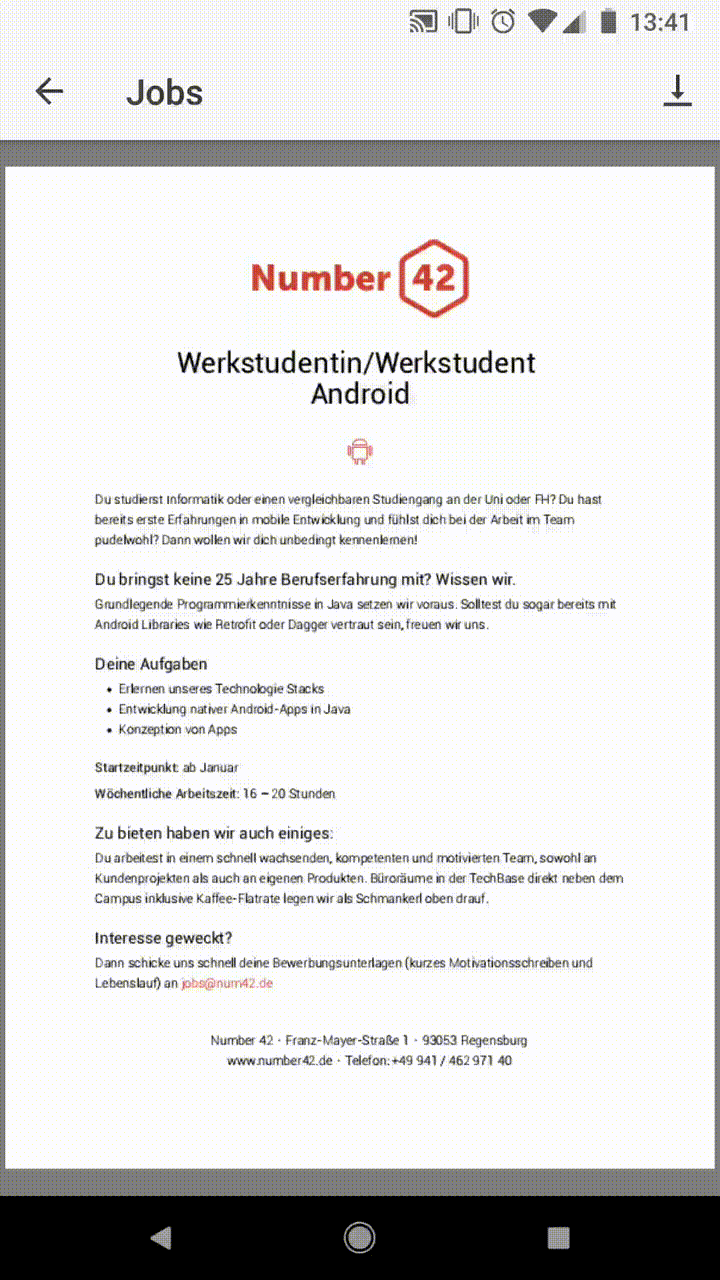 13:41
Jobs
Number 42
Werkstudentin/Werkstudent
Android
Du studierst Informatik oder einen vergleichbaren Studiengang an der Uni oder FH? Du hast
bereits erste Erfahrungen in mobile Entwicklung und fühlst dich bei der Arbeit im Team
pudelwohl? Dann wollen wir dich unbedingt kennenlernen!
Du bringst keine 25 Jahre Berufserfahrung mit? Wissen wir.
Grundlegende Programmierkenntnisse in Java setzen wir voraus. Solltest du sogar bereits mit
Android Libraries wie Retrofit oder Dagger vertraut sein, freuen wir uns.
Deine Aufgaben
• Erlernen unseres Technologie Stacks
• Entwicklung nativer Android-Apps in Java
• Konzeption von Apps
Startzeitpunkt: ab Januar
Wöchentliche Arbeitszeit: 16 – 20 Stunden
Zu bieten haben wir auch einiges:
Du arbeitest in einem schnell wachsenden, kompetenten und motivierten Team, sowohl an
Kundenprojekten als auch an eigenen Produkten. Büroräume in der TechBase direkt neben dem
Campus inklusive Kaffee-Flatrate legen wir als Schmankerl oben drauf.
Interesse geweckt?
Dann schicke uns schnell deine Bewerbungsunterlagen (kurzes Motivationsschreiben und
Lebenslauf) an jobs@num42.de
Number 42 · Franz-Mayer-Straße 1 · 93053 Regensburg
www.number42.de · Telefon: +49 941 / 462 971 40